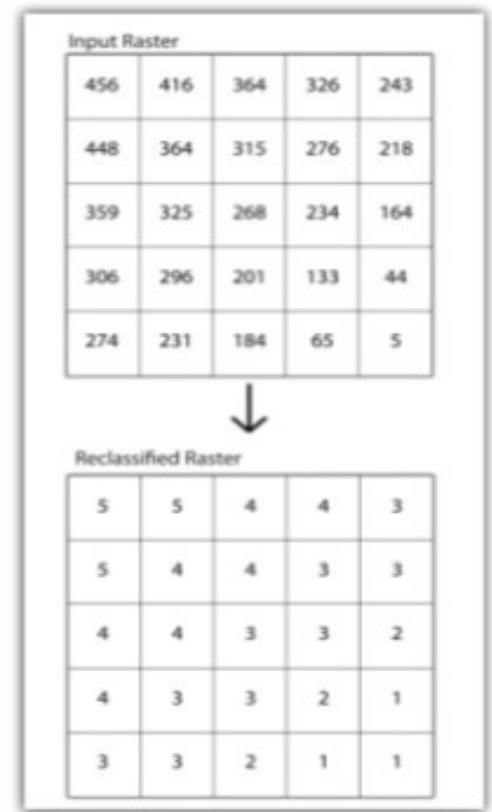 Input Raster
456 416 364 326 243
448 364 315 276 218
359 325 268 234 164
306 296 201 133 44
274 231 184 65 5
Reclassified Raster
5 5 4 4 3
5 4 4 3 3
4 4 3 3 2
4 3 3 2 1
3 3 2 1 1